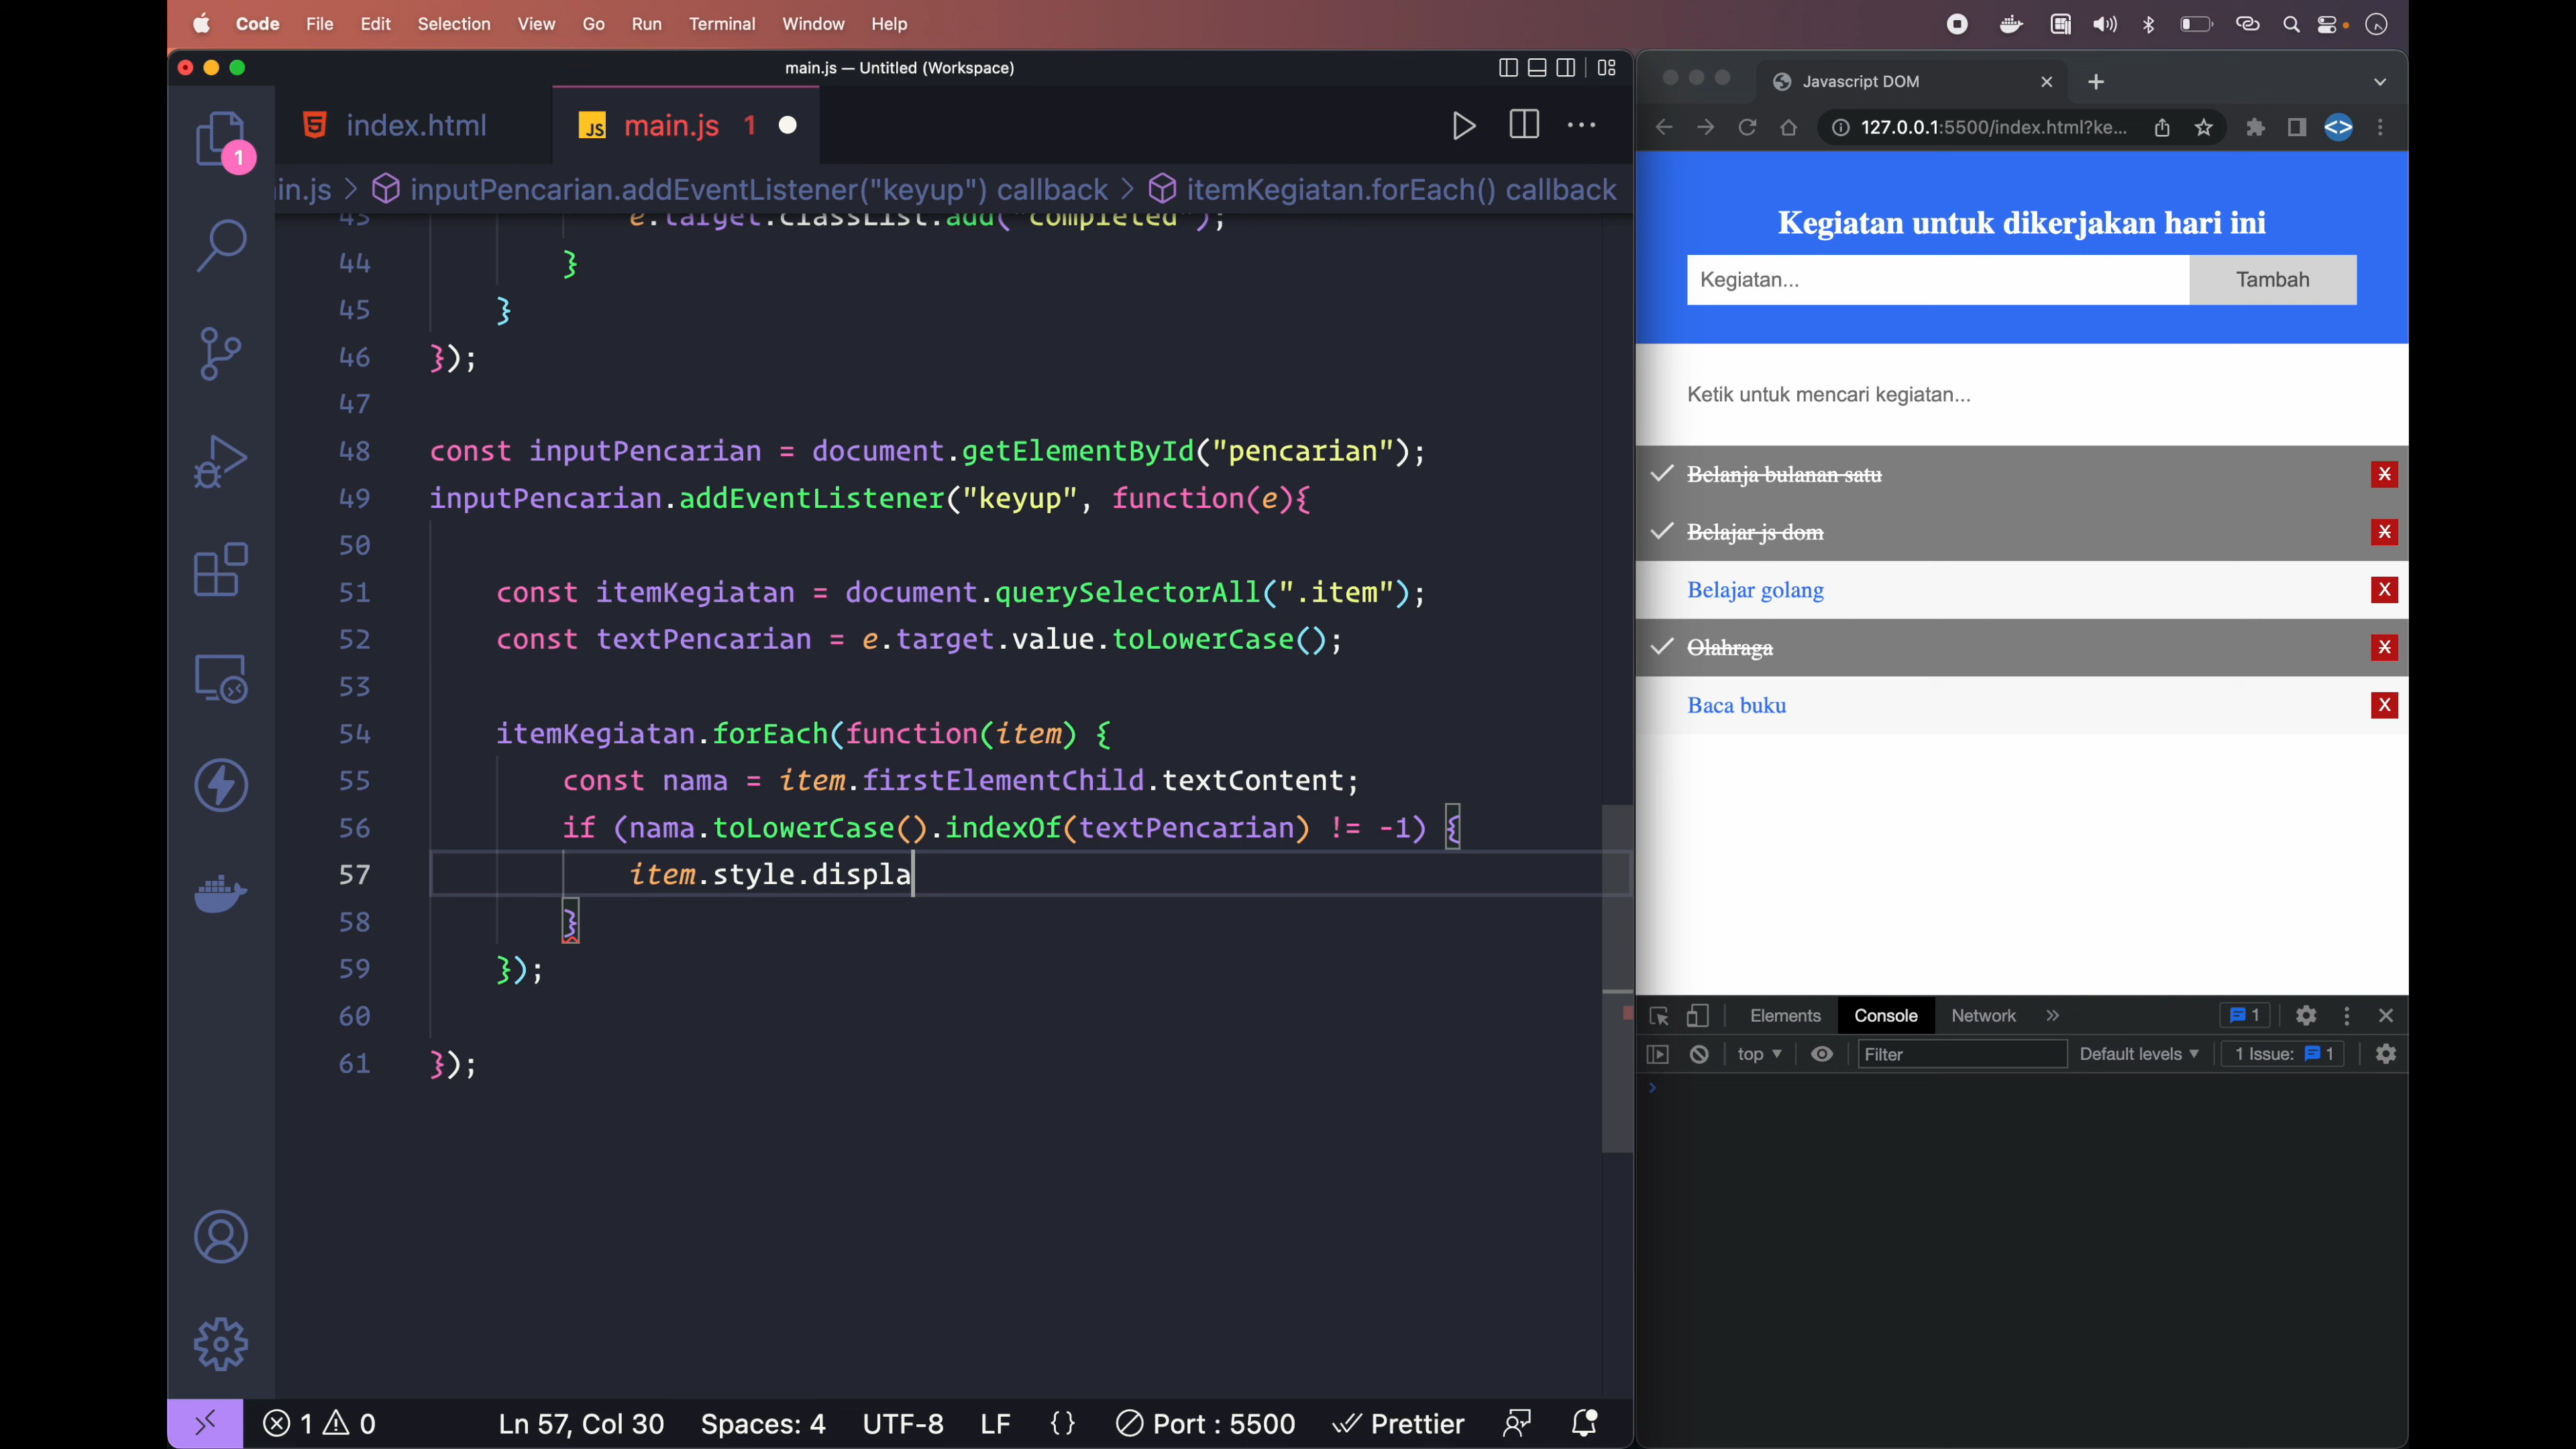 Code File Edit Selection View Go Run Terminal Window Help
main.js — Untitled (Workspace)
index.html
JS main.js 1
1
in.js > inputPencarian.addEventListener("keyup") callback > itemKegiatan.forEach() callback
43 e.target.classList.add("completed");
44 }
45 }
46 });
47
48 const inputPencarian = document.getElementById("pencarian");
49 inputPencarian.addEventListener("keyup", function(e){
50
51 const itemKegiatan = document.querySelectorAll(".item");
52 const textPencarian = e.target.value.toLowerCase();
53
54 itemKegiatan.forEach(function(item) {
55 const nama = item.firstElementChild.textContent;
56 if (nama.toLowerCase().indexOf(textPencarian) != -1) {
57 item.style.displa
58 }
59 });
60
61 });
1 0 Ln 57, Col 30 Spaces: 4 UTF-8 LF {} Port : 5500 Prettier
Javascript DOM
127.0.0.1:5500/index.html?ke...
Kegiatan untuk dikerjakan hari ini
Kegiatan... Tambah
Ketik untuk mencari kegiatan...
Belanja bulanan satu X
Belajar js dom X
Belajar golang X
Olahraga X
Baca buku X
Elements Console Network » 1
top Filter Default levels 1 Issue: 1
>